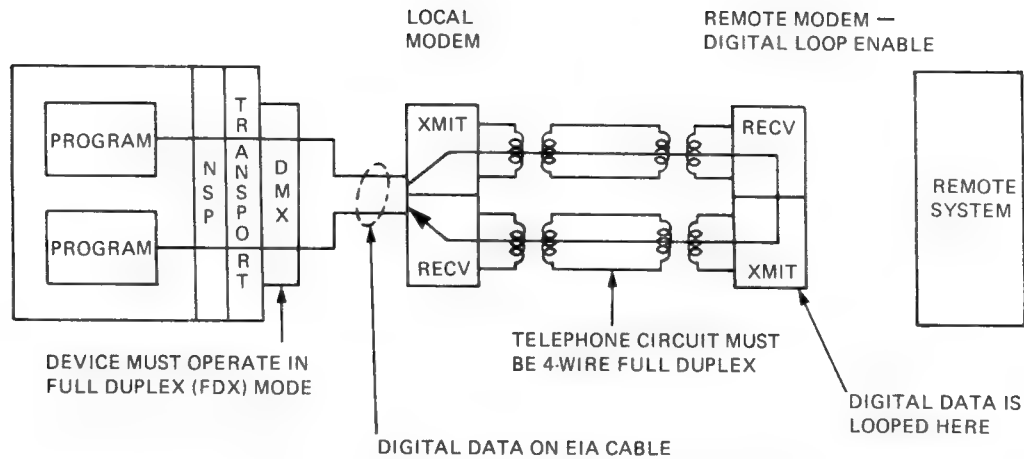 LOCAL
MODEM
REMOTE MODEM —
DIGITAL LOOP ENABLE
PROGRAM
PROGRAM
NSP
TRANSPORT
DMX
XMIT
RECV
RECV
XMIT
REMOTE
SYSTEM
DEVICE MUST OPERATE IN
FULL DUPLEX (FDX) MODE
TELEPHONE CIRCUIT MUST
BE 4-WIRE FULL DUPLEX
DIGITAL DATA IS
LOOPED HERE
DIGITAL DATA ON EIA CABLE